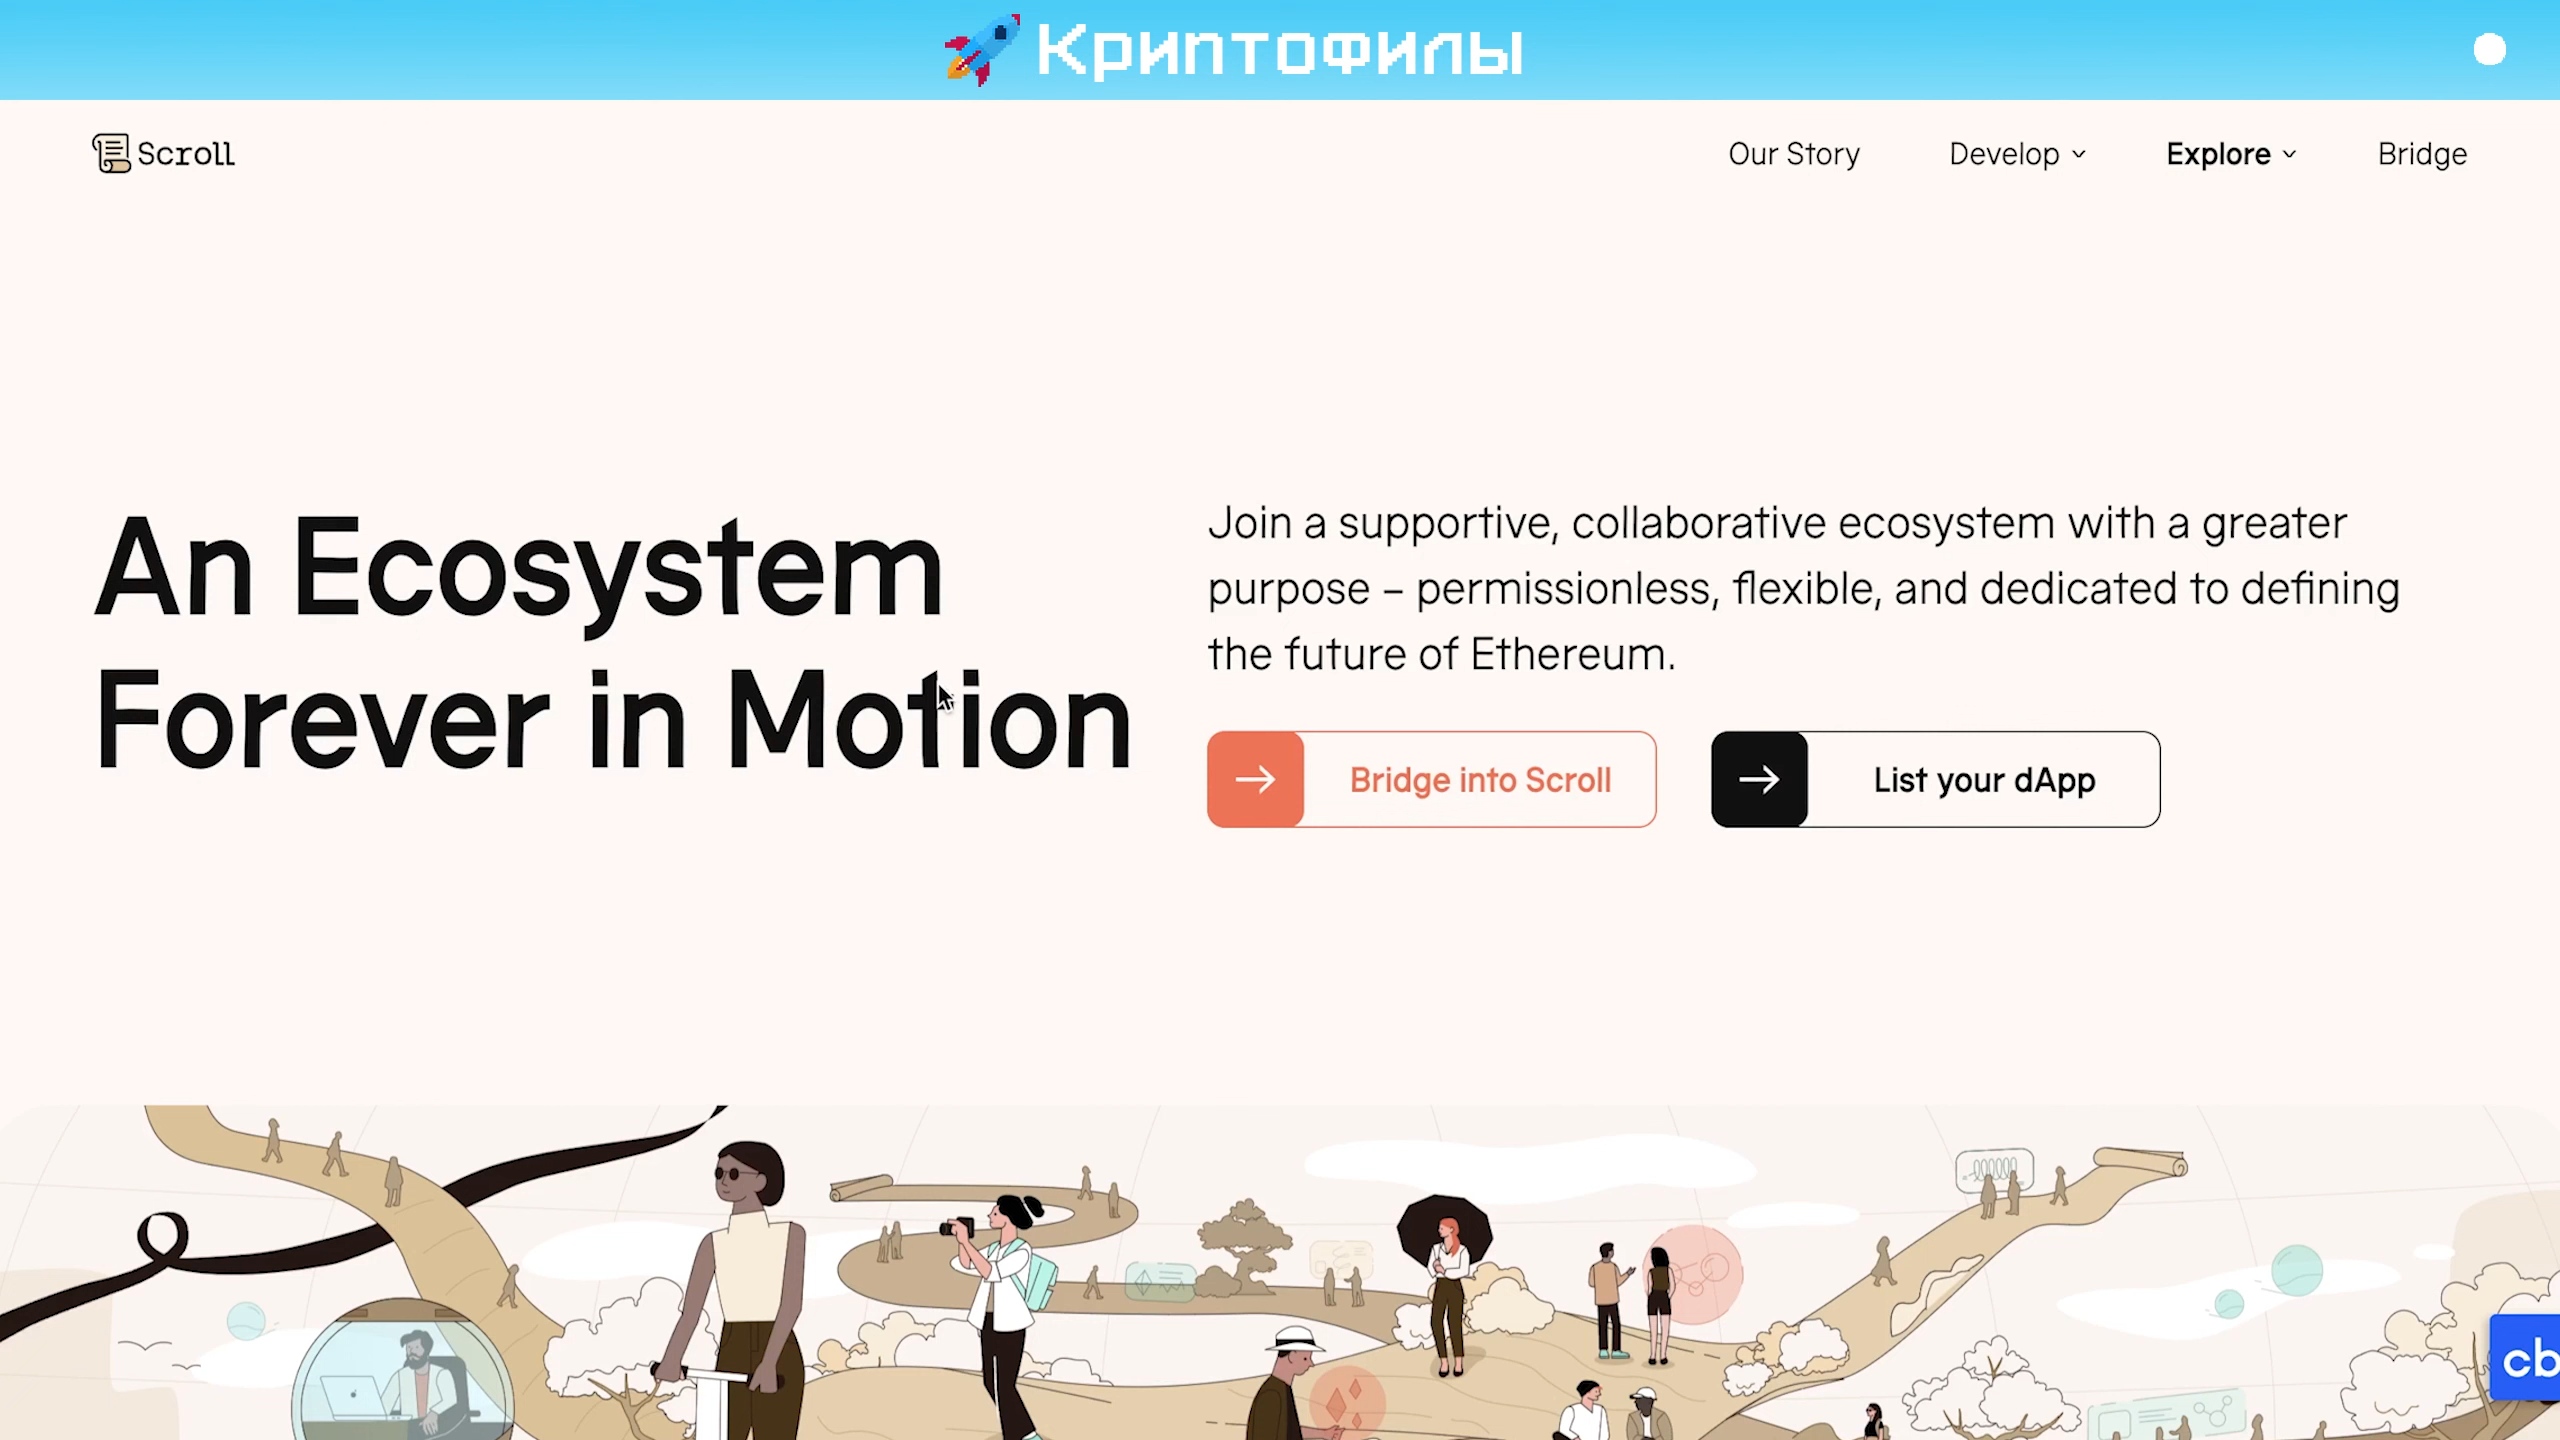 Криптофилы
Scroll
Our Story
Develop
Explore
Bridge
An Ecosystem
Forever in Motion
Join a supportive, collaborative ecosystem with a greater
purpose – permissionless, flexible, and dedicated to defining
the future of Ethereum.
Bridge into Scroll
List your dApp
cb